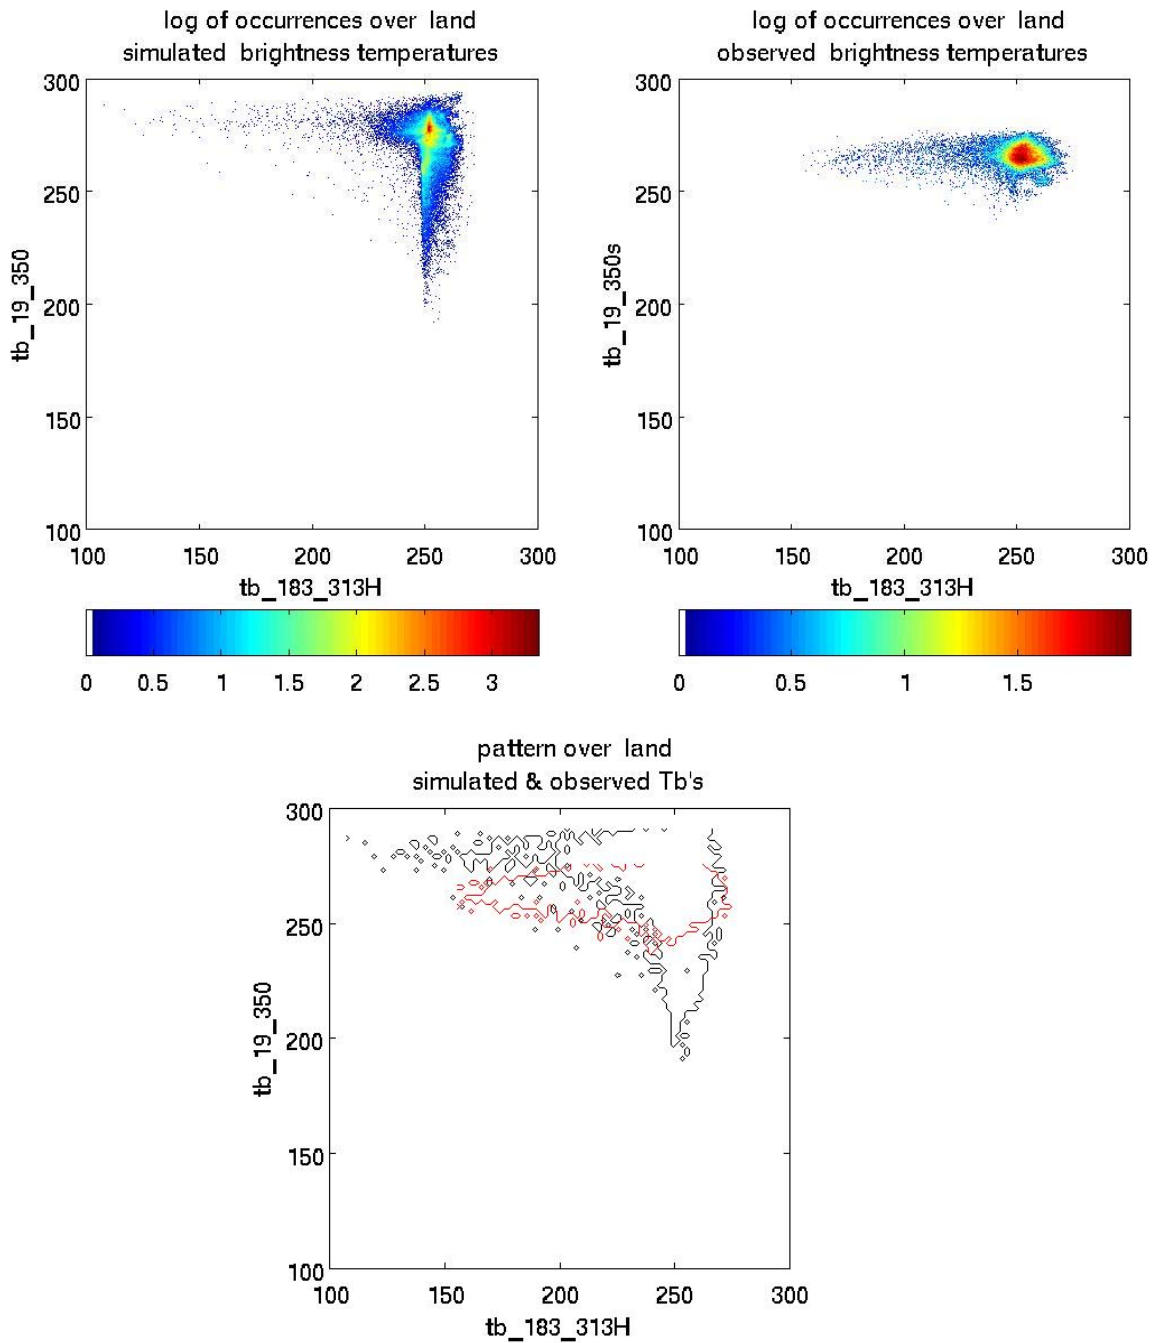 log of occurrences over land
simulated brightness temperatures
300
250
200
150
100
tb_19_350
100 150 200 250 300
tb_183_313H
0 0.5 1 1.5 2 2.5 3
log of occurrences over land
observed brightness temperatures
300
250
200
150
100
tb_19_350s
100 150 200 250 300
tb_183_313H
0 0.5 1 1.5
pattern over land
simulated & observed Tb's
300
250
200
150
100
tb_19_350
100 150 200 250 300
tb_183_313H